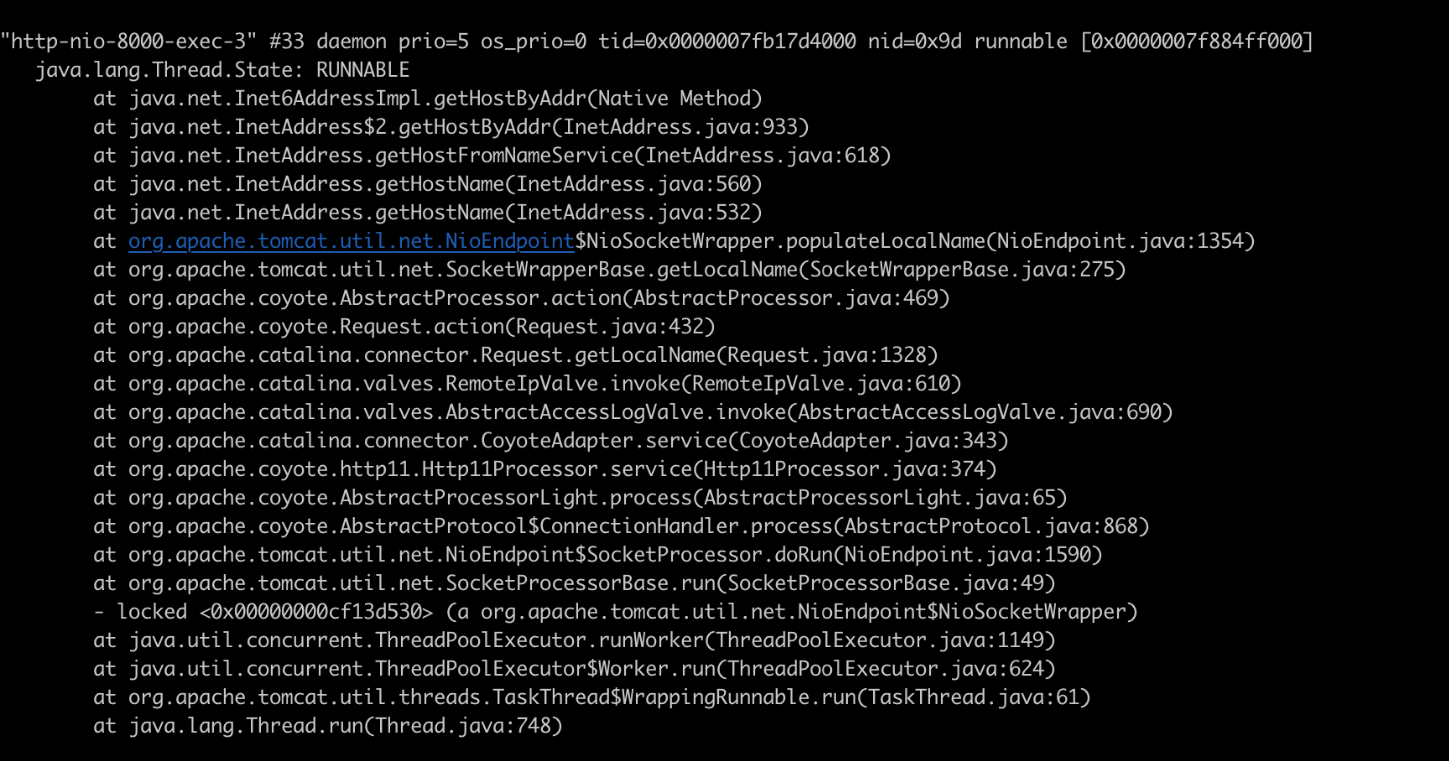 "http-nio-8000-exec-3" #33 daemon prio=5 os_prio=0 tid=0x0000007fb17d4000 nid=0x9d runnable [0x0000007f884ff000]
java.lang.Thread.State: RUNNABLE
at java.net.Inet6AddressImpl.getHostByAddr(Native Method)
at java.net.InetAddress$2.getHostByAddr(InetAddress.java:933)
at java.net.InetAddress.getHostFromNameService(InetAddress.java:618)
at java.net.InetAddress.getHostName(InetAddress.java:560)
at java.net.InetAddress.getHostName(InetAddress.java:532)
at org.apache.tomcat.util.net.NioEndpoint$NioSocketWrapper.populateLocalName(NioEndpoint.java:1354)
at org.apache.tomcat.util.net.SocketWrapperBase.getLocalName(SocketWrapperBase.java:275)
at org.apache.coyote.AbstractProcessor.action(AbstractProcessor.java:469)
at org.apache.coyote.Request.action(Request.java:432)
at org.apache.catalina.connector.Request.getLocalName(Request.java:1328)
at org.apache.catalina.valves.RemoteIpValve.invoke(RemoteIpValve.java:610)
at org.apache.catalina.valves.AbstractAccessLogValve.invoke(AbstractAccessLogValve.java:690)
at org.apache.catalina.connector.CoyoteAdapter.service(CoyoteAdapter.java:343)
at org.apache.coyote.http11.Http11Processor.service(Http11Processor.java:374)
at org.apache.coyote.AbstractProcessorLight.process(AbstractProcessorLight.java:65)
at org.apache.coyote.AbstractProtocol$ConnectionHandler.process(AbstractProtocol.java:868)
at org.apache.tomcat.util.net.NioEndpoint$SocketProcessor.doRun(NioEndpoint.java:1590)
at org.apache.tomcat.util.net.SocketProcessorBase.run(SocketProcessorBase.java:49)
- locked <0x00000000cf13d530> (a org.apache.tomcat.util.net.NioEndpoint$NioSocketWrapper)
at java.util.concurrent.ThreadPoolExecutor.runWorker(ThreadPoolExecutor.java:1149)
at java.util.concurrent.ThreadPoolExecutor$Worker.run(ThreadPoolExecutor.java:624)
at org.apache.tomcat.util.threads.TaskThread$WrappingRunnable.run(TaskThread.java:61)
at java.lang.Thread.run(Thread.java:748)